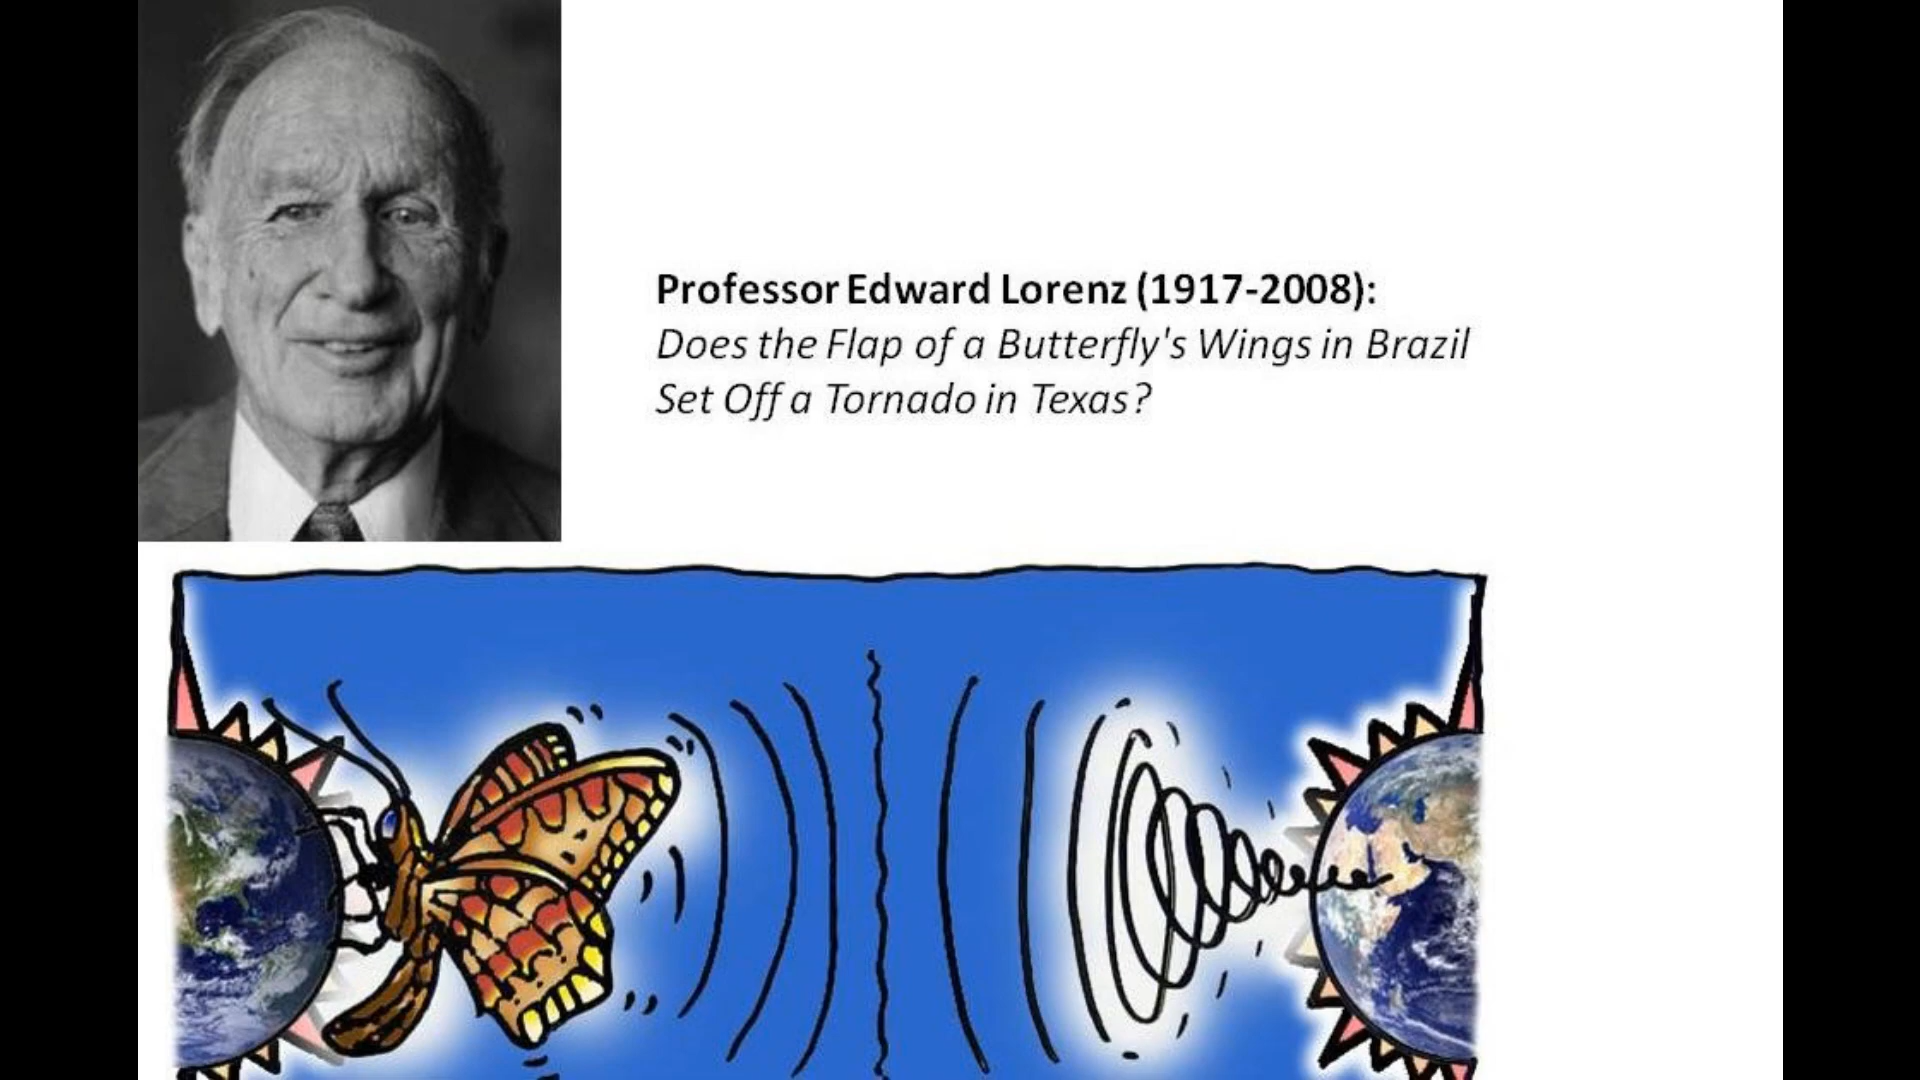 Professor Edward Lorenz (1917-2008):
Does the Flap of a Butterfly's Wings in Brazil
Set Off a Tornado in Texas?